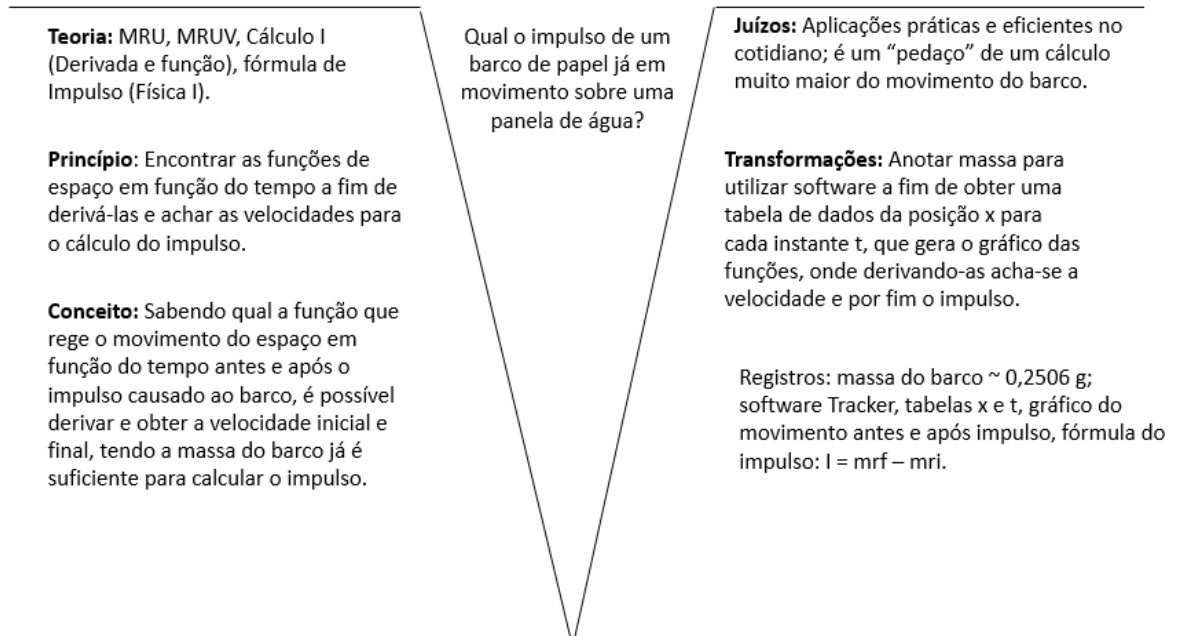 Teoria: MRU, MRUV, Cálculo I
(Derivada e função), fórmula de
Impulso (Física I).
Princípio: Encontrar as funções de
espaço em função do tempo a fim de
derivá-las e achar as velocidades para
o cálculo do impulso.
Conceito: Sabendo qual a função que
rege o movimento do espaço em
função do tempo antes e após o
impulso causado ao barco, é possível
derivar e obter a velocidade inicial e
final, tendo a massa do barco já é
suficiente para calcular o impulso.
Qual o impulso de um
barco de papel já em
movimento sobre uma
panela de água?
Juízos: Aplicações práticas e eficientes no
cotidiano; é um “pedaço” de um cálculo
muito maior do movimento do barco.
Transformações: Anotar massa para
utilizar software a fim de obter uma
tabela de dados da posição x para
cada instante t, que gera o gráfico das
funções, onde derivando-as acha-se a
velocidade e por fim o impulso.
Registros: massa do barco ~ 0,2506 g;
software Tracker, tabelas x e t, gráfico do
movimento antes e após impulso, fórmula do
impulso: I = mrf – mri.